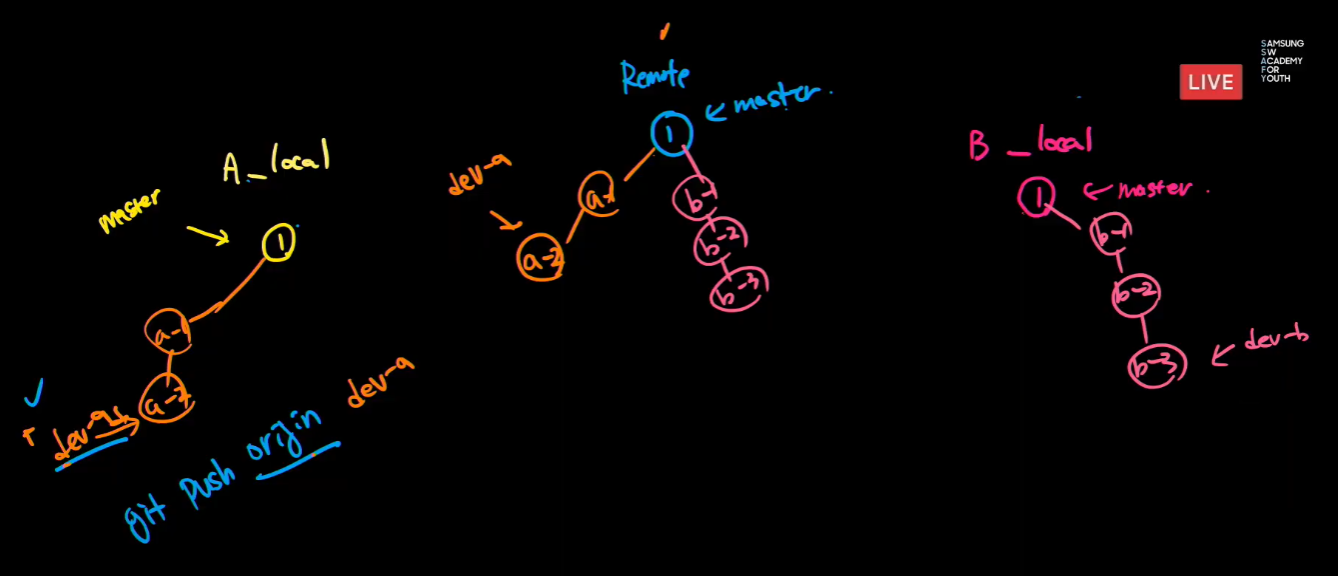 Remote
master
1
dev-a
a-1
a-2
b-1
b-2
b-3
A_local
master
1
a-1
a-2
dev-a
git push origin dev-a
B_local
1
master
b-1
b-2
b-3
dev-b
LIVE
SAMSUNG
SW
ACADEMY
FOR
YOUTH